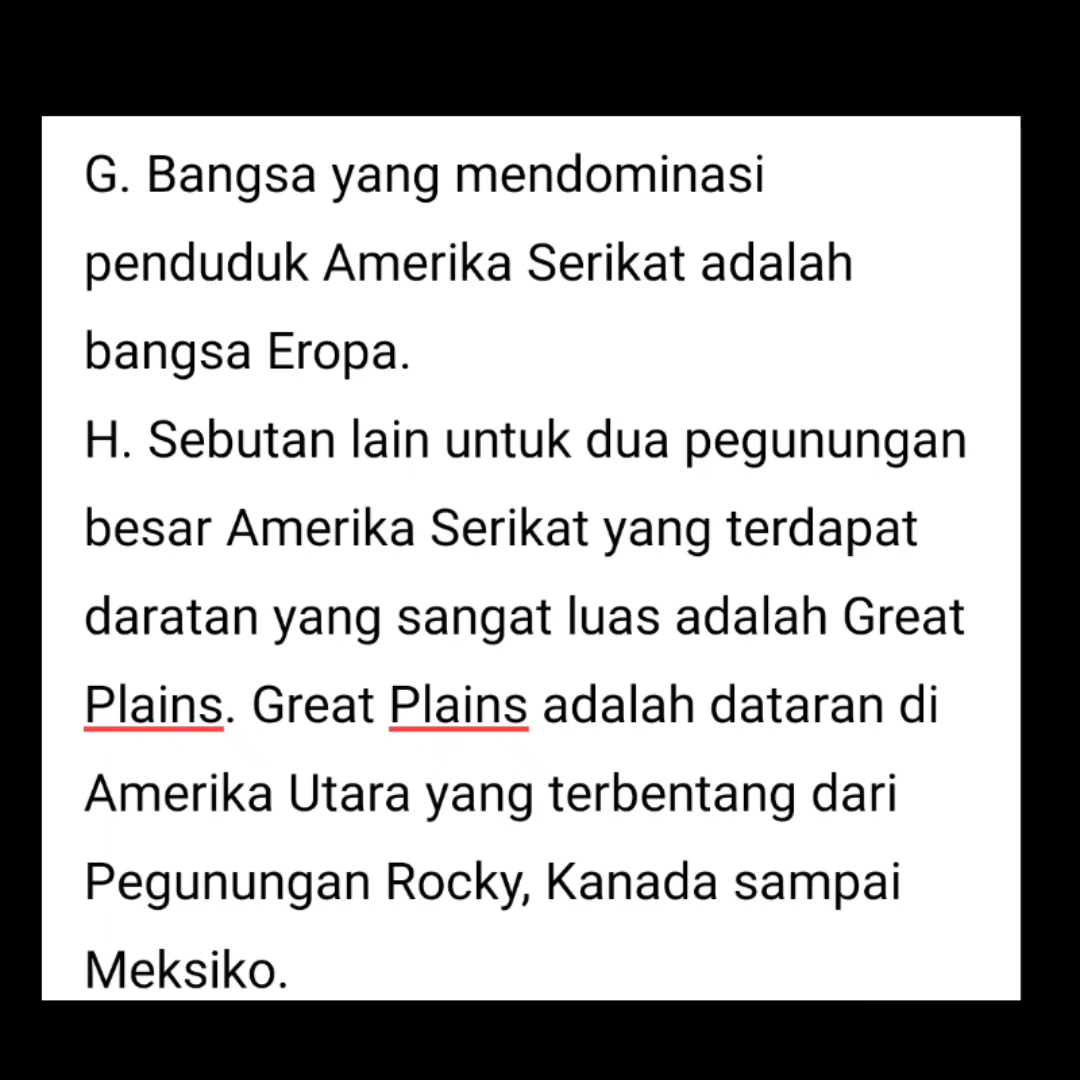 G. Bangsa yang mendominasi
penduduk Amerika Serikat adalah
bangsa Eropa.
H. Sebutan lain untuk dua pegunungan
besar Amerika Serikat yang terdapat
daratan yang sangat luas adalah Great
Plains. Great Plains adalah dataran di
Amerika Utara yang terbentang dari
Pegunungan Rocky, Kanada sampai
Meksiko.